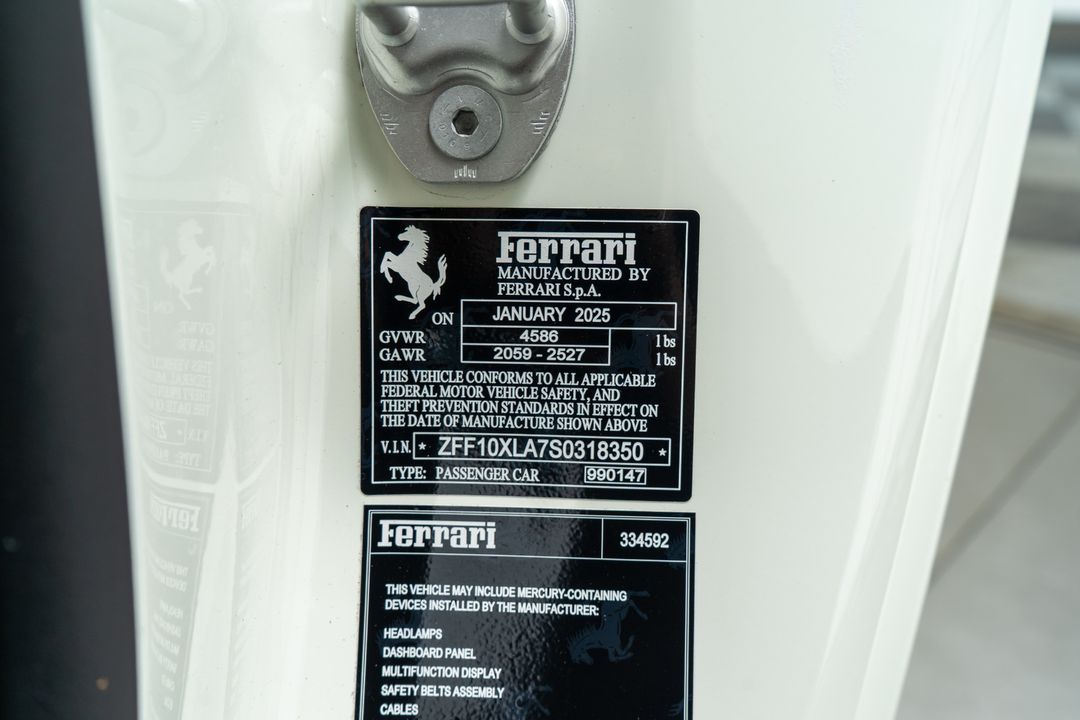 Ferrari
MANUFACTURED BY
FERRARI S.p.A.
ON JANUARY 2025
GVWR 4586 lbs
GAWR 2059 - 2527 lbs
THIS VEHICLE CONFORMS TO ALL APPLICABLE
FEDERAL MOTOR VEHICLE SAFETY, AND
THEFT PREVENTION STANDARDS IN EFFECT ON
THE DATE OF MANUFACTURE SHOWN ABOVE
V.I.N. * ZFF10XLA7S0318350 *
TYPE: PASSENGER CAR 990147
Ferrari 334592
THIS VEHICLE MAY INCLUDE MERCURY-CONTAINING
DEVICES INSTALLED BY THE MANUFACTURER:
HEADLAMPS
DASHBOARD PANEL
MULTIFUNCTION DISPLAY
SAFETY BELTS ASSEMBLY
CABLES